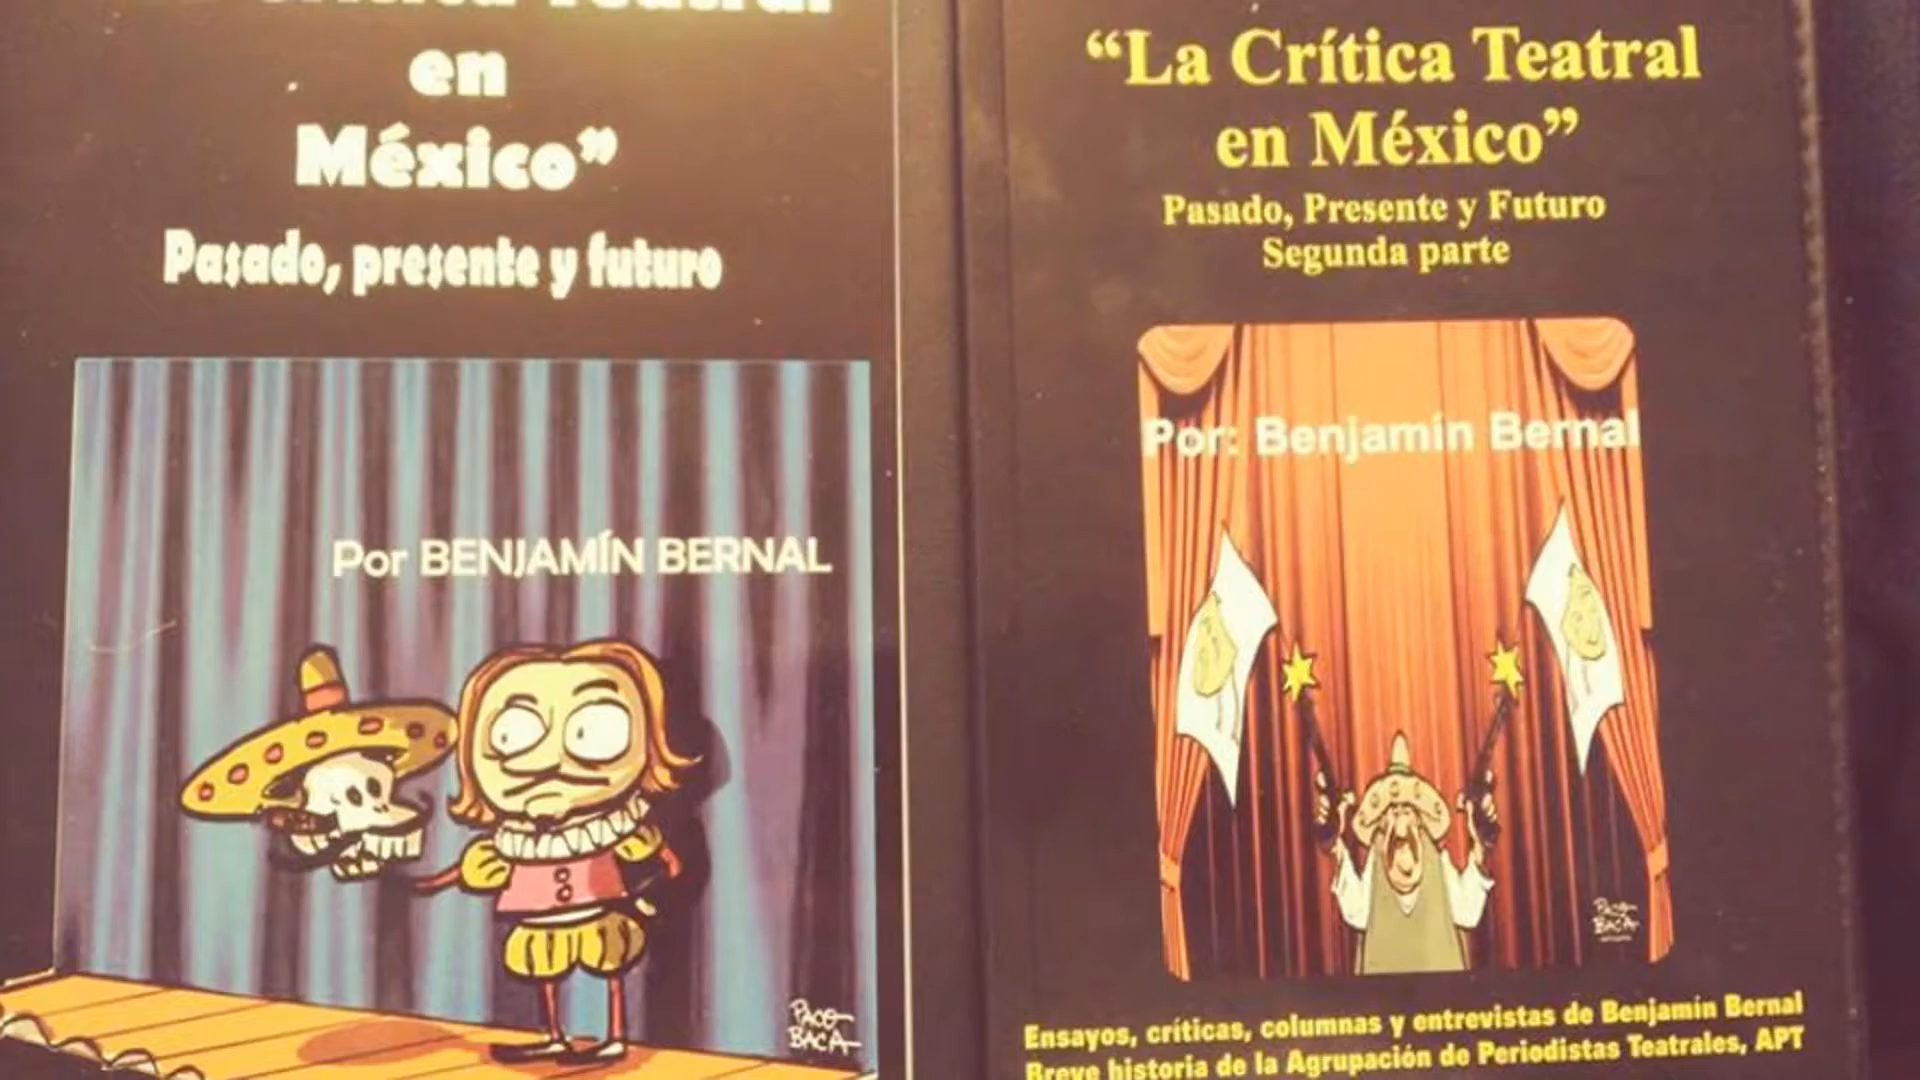 Teatral
en
México”
Pasado, presente y futuro
Por BENJAMÍN BERNAL
PACO
BACA
“La Crítica Teatral
en México”
Pasado, Presente y Futuro
Segunda parte
Por: Benjamín Bernal
PACO
BACA
Ensayos, críticas, columnas y entrevistas de Benjamín Bernal
Breve historia de la Agrupación de Periodistas Teatrales, APT